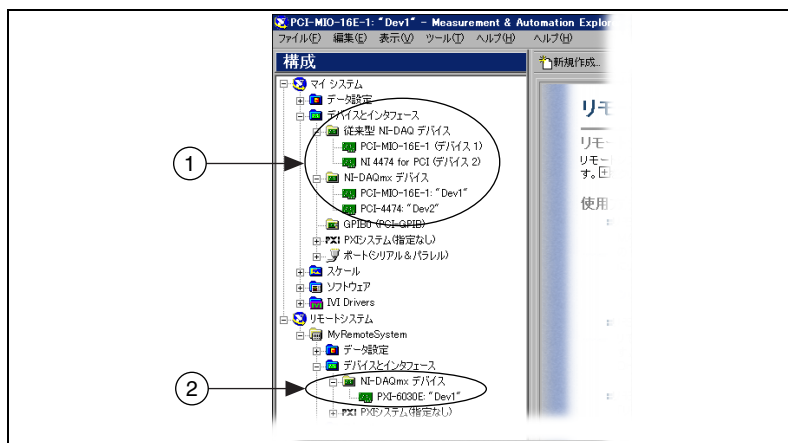 PCI-MIO-16E-1: "Dev1" - Measurement & Automation Explo
ファイル(F) 編集(E) 表示(V) ツール(T) ヘルプ(H) ヘルプ(H)
構成
新規作成...
マイ システム
データ設定
デバイスとインタフェース
従来型 NI-DAQ デバイス
PCI-MIO-16E-1 (デバイス 1)
NI 4474 for PCI (デバイス 2)
NI-DAQmx デバイス
PCI-MIO-16E-1: "Dev1"
PCI-4474: "Dev2"
GPIB0 (PCI-GPIB)
PXI PXIシステム(指定なし)
ポート(シリアル&パラレル)
スケール
ソフトウェア
IVI Drivers
リモートシステム
MyRemoteSystem
データ設定
デバイスとインタフェース
NI-DAQmx デバイス
PXI-6030E: "Dev1"
PXI PXIシステム(指定なし)
リモ
リモー
リモー
す。
使用
1
2